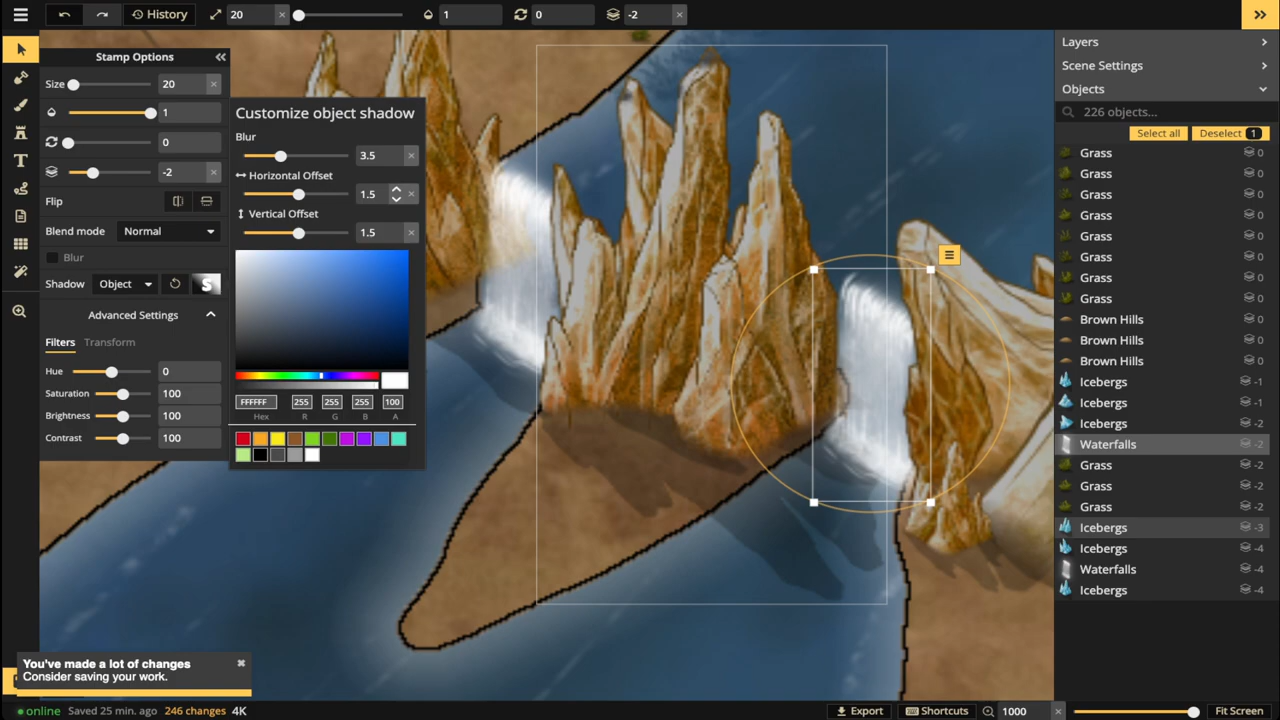 History
20
1
0
-2
Stamp Options
Size
20
1
0
-2
Flip
Blend mode
Normal
Blur
Shadow
Object
Advanced Settings
Filters
Transform
Hue
0
Saturation
100
Brightness
100
Contrast
100
Customize object shadow
Blur
3.5
Horizontal Offset
1.5
Vertical Offset
1.5
FFFFFF
255
255
255
100
Hex
R
G
B
A
Layers
Scene Settings
Objects
226 objects...
Select all
Deselect 1
Grass 0
Grass 0
Grass 0
Grass 0
Grass 0
Grass 0
Grass 0
Grass 0
Brown Hills 0
Brown Hills 0
Brown Hills 0
Icebergs -1
Icebergs -1
Icebergs -2
Waterfalls -2
Grass -2
Grass -2
Grass -2
Icebergs -3
Icebergs -4
Waterfalls -4
Icebergs -4
You've made a lot of changes
Consider saving your work.
online
Saved 25 min. ago
246 changes
4K
Export
Shortcuts
1000
Fit Screen